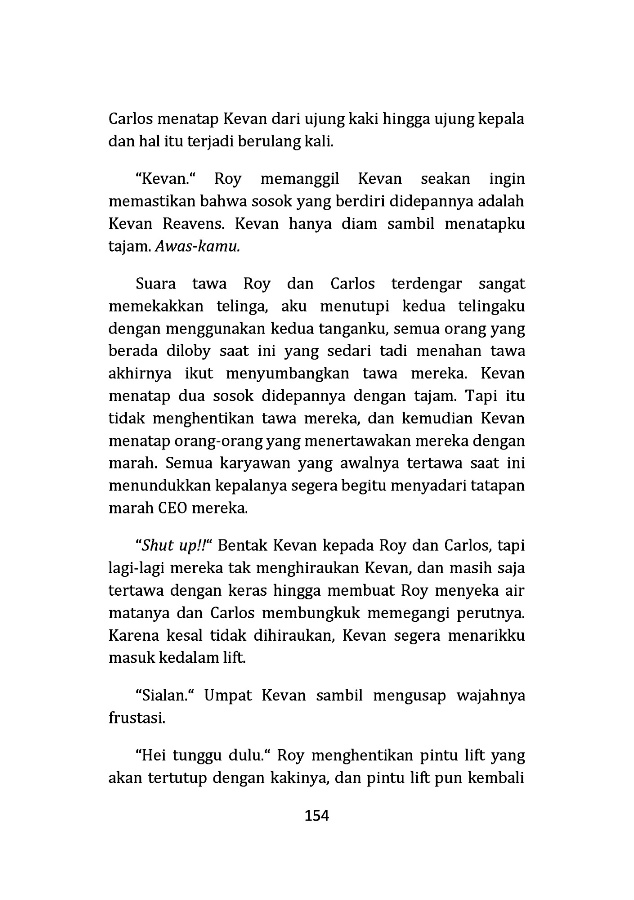 Carlos menatap Kevan dari ujung kaki hingga ujung kepala
dan hal itu terjadi berulang kali.
“Kevan.“ Roy memanggil Kevan seakan ingin
memastikan bahwa sosok yang berdiri didepannya adalah
Kevan Reavens. Kevan hanya diam sambil menatapku
tajam. Awas-kamu.
Suara tawa Roy dan Carlos terdengar sangat
memekakkan telinga, aku menutupi kedua telingaku
dengan menggunakan kedua tanganku, semua orang yang
berada diloby saat ini yang sedari tadi menahan tawa
akhirnya ikut menyumbangkan tawa mereka. Kevan
menatap dua sosok didepannya dengan tajam. Tapi itu
tidak menghentikan tawa mereka, dan kemudian Kevan
menatap orang-orang yang menertawakan mereka dengan
marah. Semua karyawan yang awalnya tertawa saat ini
menundukkan kepalanya segera begitu menyadari tatapan
marah CEO mereka.
“Shut up!!“ Bentak Kevan kepada Roy dan Carlos, tapi
lagi-lagi mereka tak menghiraukan Kevan, dan masih saja
tertawa dengan keras hingga membuat Roy menyeka air
matanya dan Carlos membungkuk memegangi perutnya.
Karena kesal tidak dihiraukan, Kevan segera menarikku
masuk kedalam lift.
“Sialan.“ Umpat Kevan sambil mengusap wajahnya
frustasi.
“Hei tunggu dulu.“ Roy menghentikan pintu lift yang
akan tertutup dengan kakinya, dan pintu lift pun kembali
154